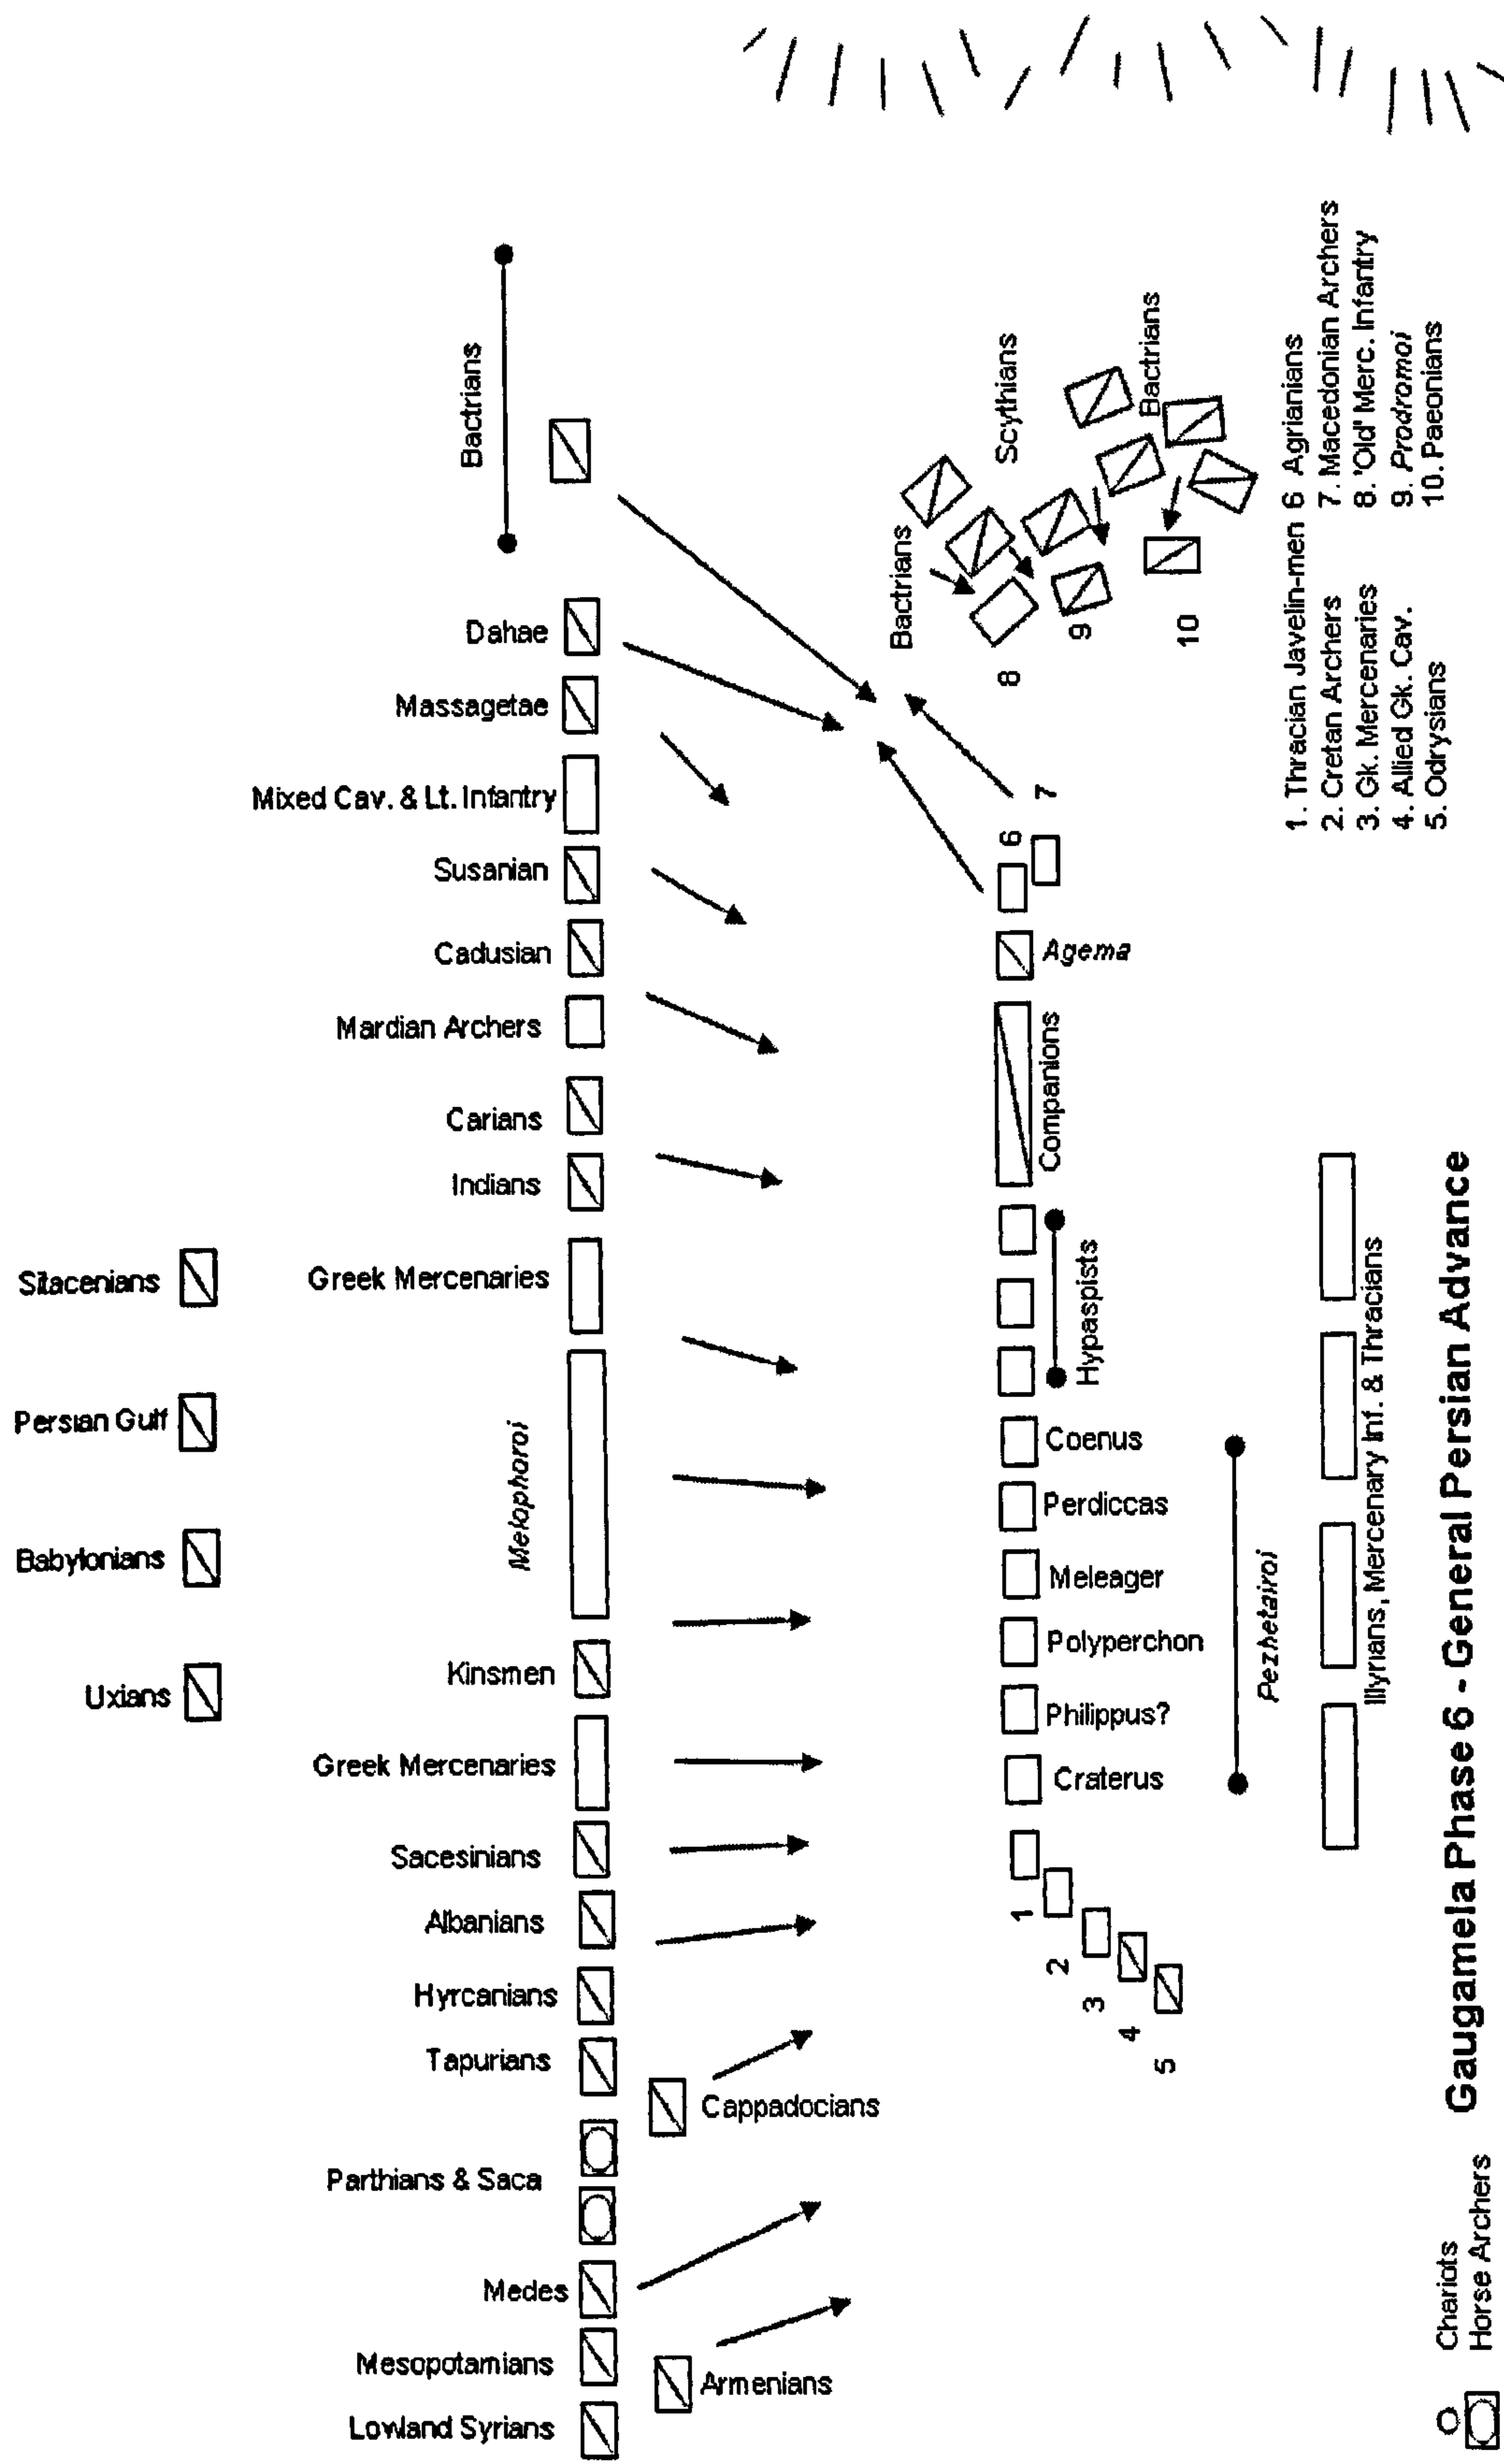 Sitacenians
Persian Gulf
Babylonians
Uxians
Bactrians
Dahae
Massagetae
Mixed Cav. & Lt. Infantry
Susanian
Cadusian
Mardian Archers
Carians
Indians
Greek Mercenaries
Melophoroi
Kinsmen
Greek Mercenaries
Sacesinians
Albanians
Hyrcanians
Tapurians
Parthians & Saca
Medes
Mesopotamians
Lowland Syrians
Cappadocians
Armenians
Bactrians
Scythians
Bactrians
8
9
10
7
6
Agema
Companions
Hypaspists
Coenus
Perdiccas
Meleager
Polyperchon
Philippus?
Craterus
Pezhetairoi
1
2
3
4
5
Illyrians, Mercenary Inf. & Thracians
1. Thracian Javelin-men
2. Cretan Archers
3. Gk. Mercenaries
4. Allied Gk. Cav.
5. Odrysians
6 Agrianians
7. Macedonian Archers
8. 'Old' Merc. Infantry
9. Prodromoi
10. Paeonians
Chariots
Horse Archers
Gaugamela Phase 6 - General Persian Advance